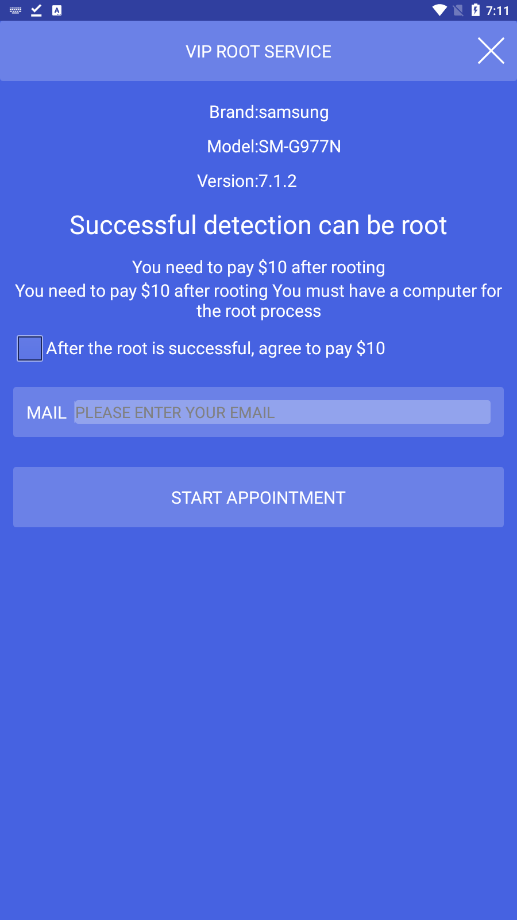 7:11
VIP ROOT SERVICE
Brand:samsung
Model:SM-G977N
Version:7.1.2
Successful detection can be root
You need to pay $10 after rooting
You need to pay $10 after rooting You must have a computer for
the root process
After the root is successful, agree to pay $10
MAIL PLEASE ENTER YOUR EMAIL
START APPOINTMENT